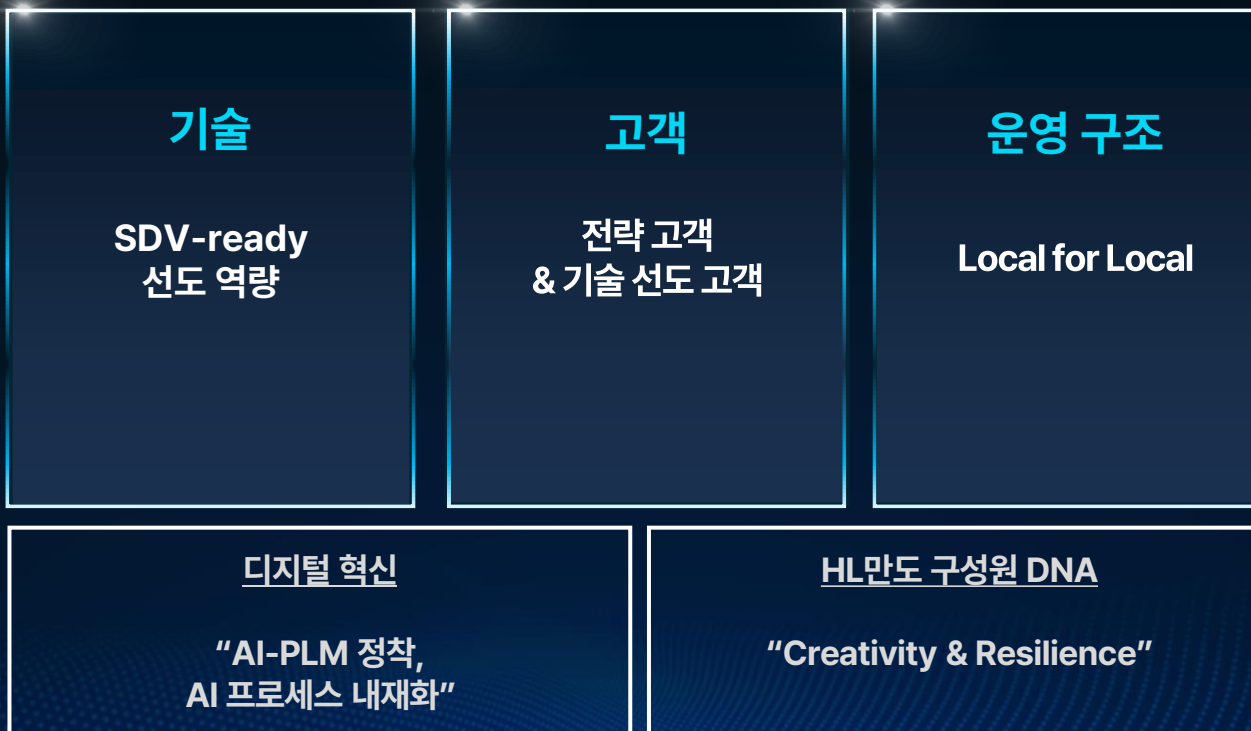 기술
SDV-ready
선도 역량
고객
전략 고객
& 기술 선도 고객
운영 구조
Local for Local
디지털 혁신
“AI-PLM 정착,
AI 프로세스 내재화”
HL만도 구성원 DNA
“Creativity & Resilience”